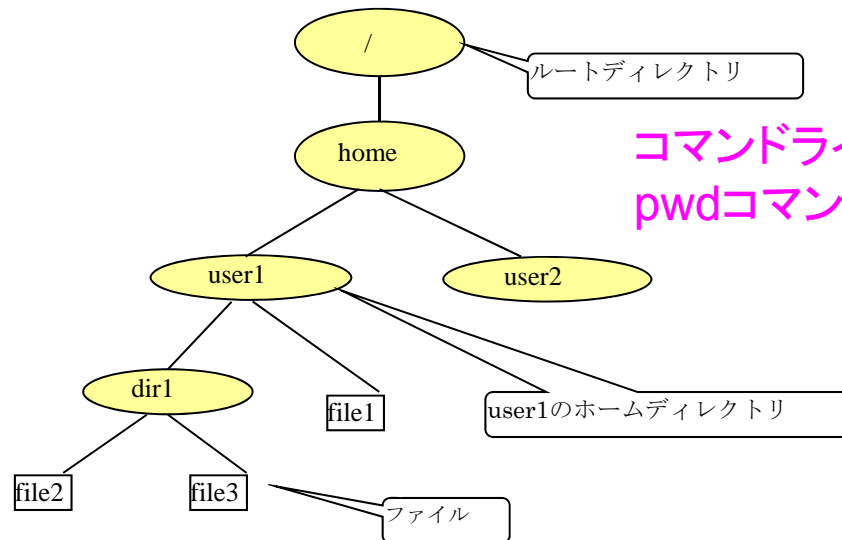 /
ルートディレクトリ
home
コマンドラ
pwdコマン
user1
user2
dir1
file1
user1のホームディレクトリ
file2
file3
ファイル